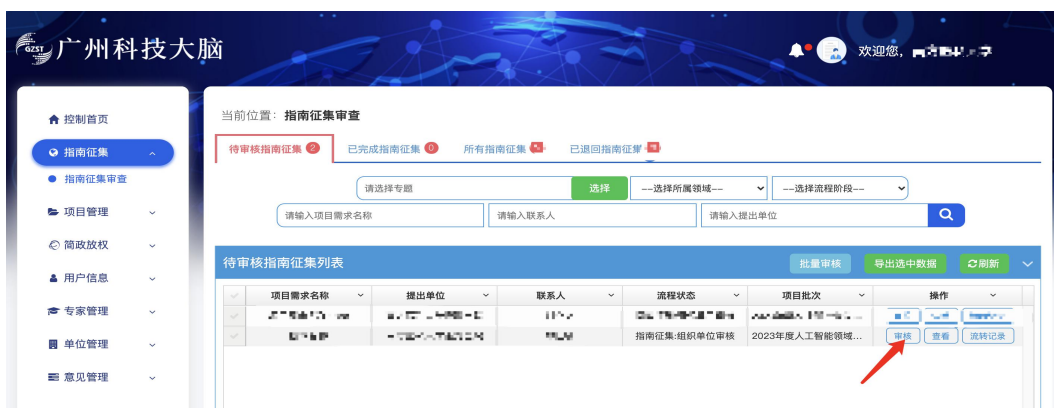 GZST 广州科技大脑
欢迎您,
控制首页
指南征集
指南征集审查
项目管理
简政放权
用户信息
专家管理
单位管理
意见管理
当前位置: 指南征集审查
待审核指南征集 2 已完成指南征集 0 所有指南征集 已退回指南征集
请选择专题 选择 --选择所属领域-- --选择流程阶段--
请输入项目需求名称 请输入联系人 请输入提出单位
待审核指南征集列表 批量审核 导出选中数据 刷新
项目需求名称 提出单位 联系人 流程状态 项目批次 操作
指南征集:组织单位审核 2023年度人工智能领域... 审核 查看 流转记录